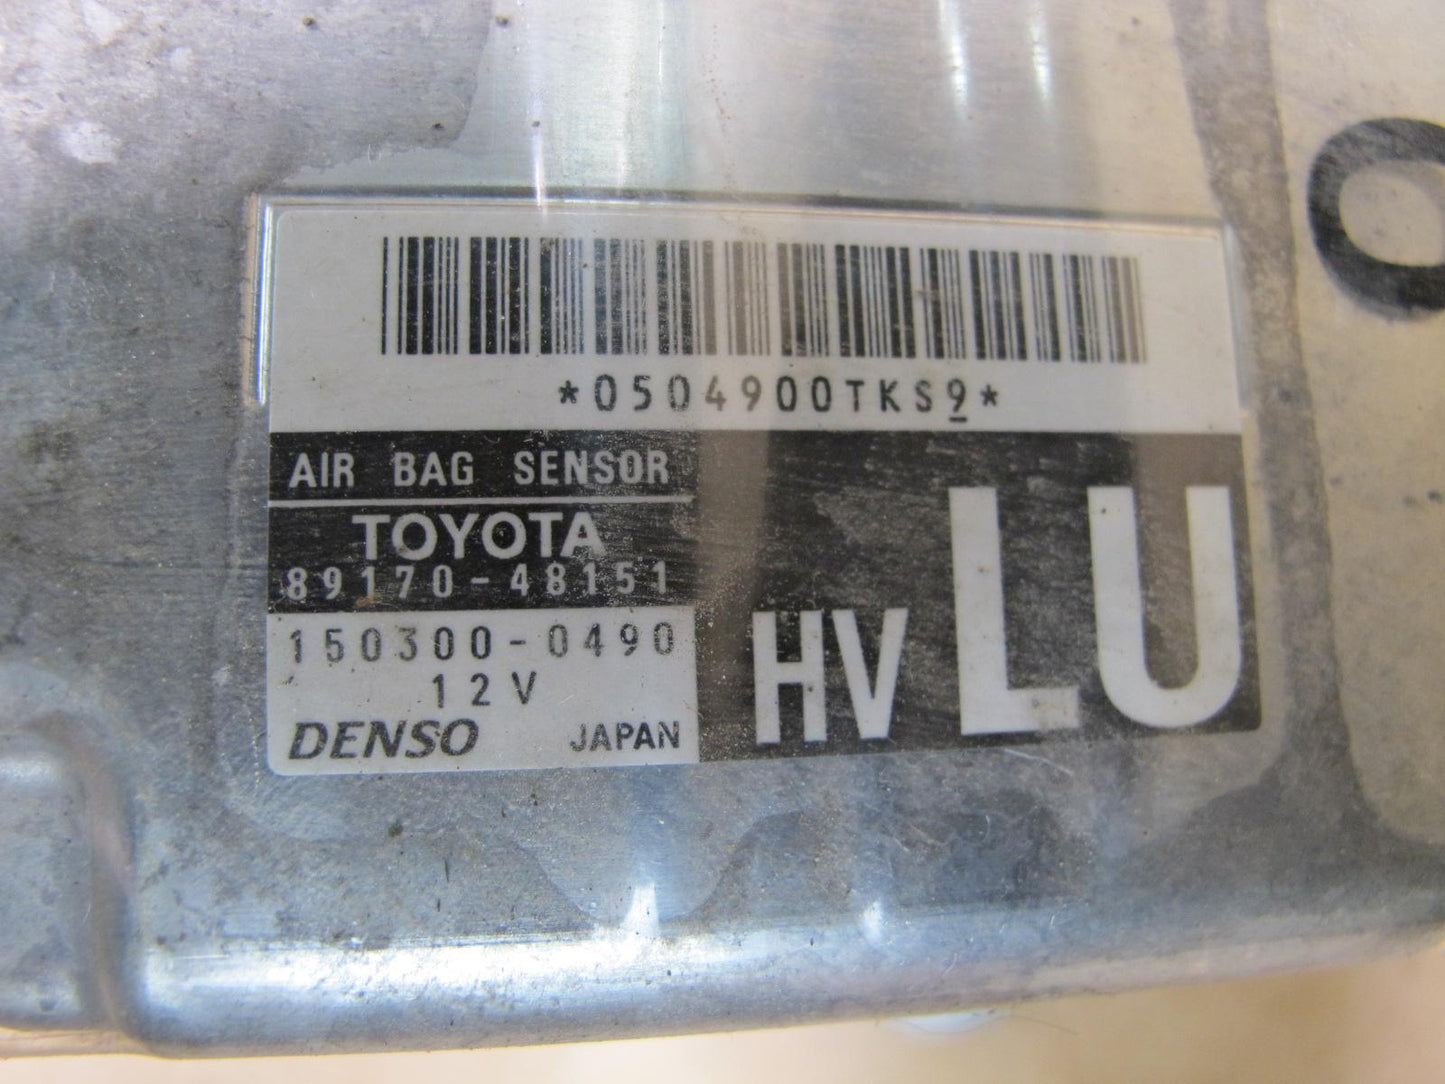 *0504900TKS9*
AIR BAG SENSOR
TOYOTA
89170-48151
150300-0490
12V
DENSO JAPAN
HV LU
O